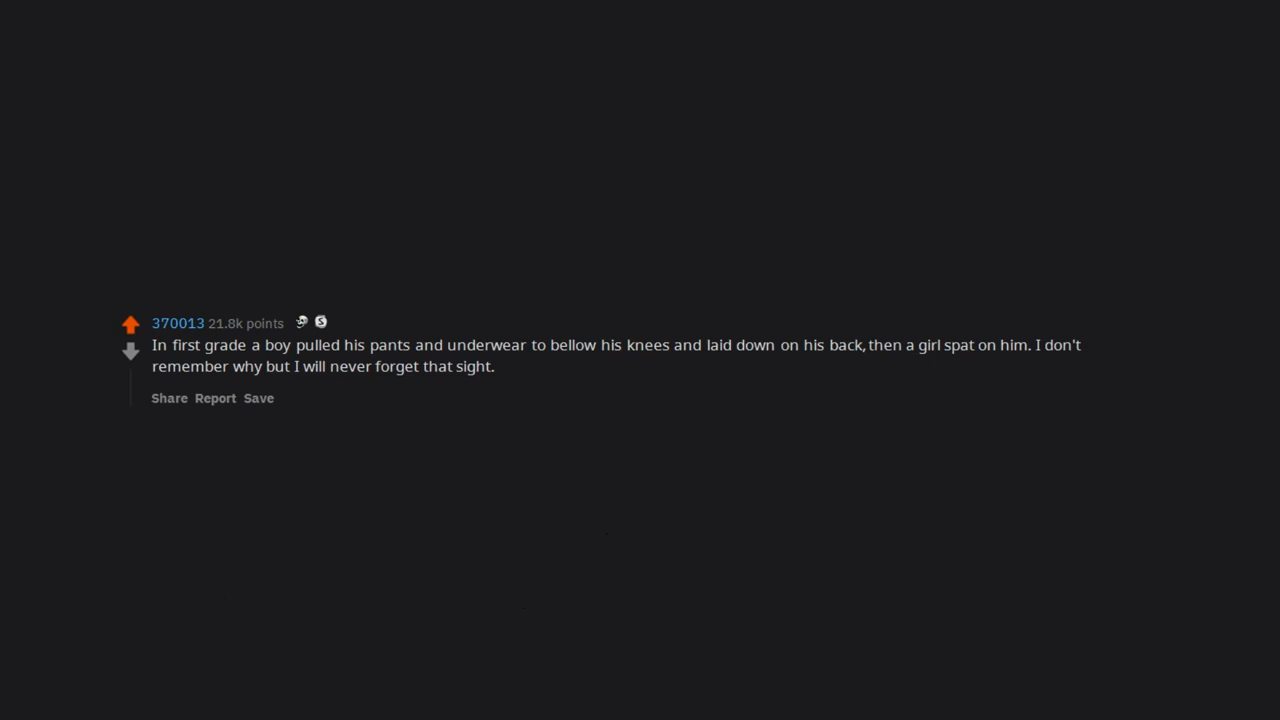 370013 21.8k points
In first grade a boy pulled his pants and underwear to bellow his knees and laid down on his back, then a girl spat on him. I don't
remember why but I will never forget that sight.
Share Report Save